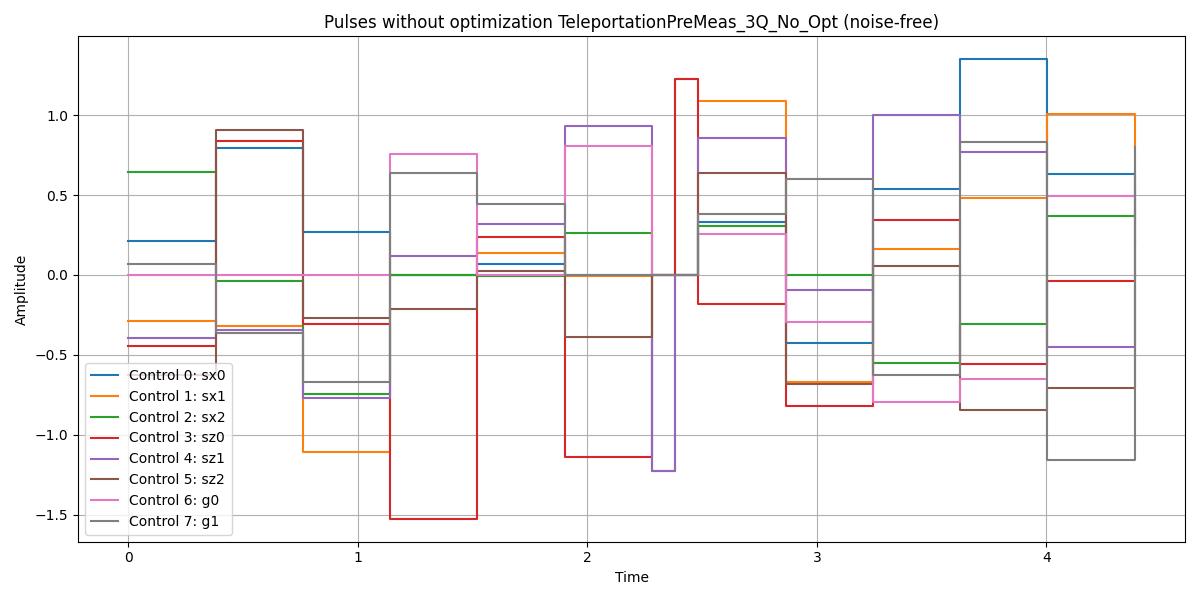 Pulses without optimization TeleportationPreMeas_3Q_No_Opt (noise-free)
Amplitude
1.0
0.5
0.0
−0.5
−1.0
−1.5
Control 0: sx0
Control 1: sx1
Control 2: sx2
Control 3: sz0
Control 4: sz1
Control 5: sz2
Control 6: g0
Control 7: g1
0 1 2 3 4
Time